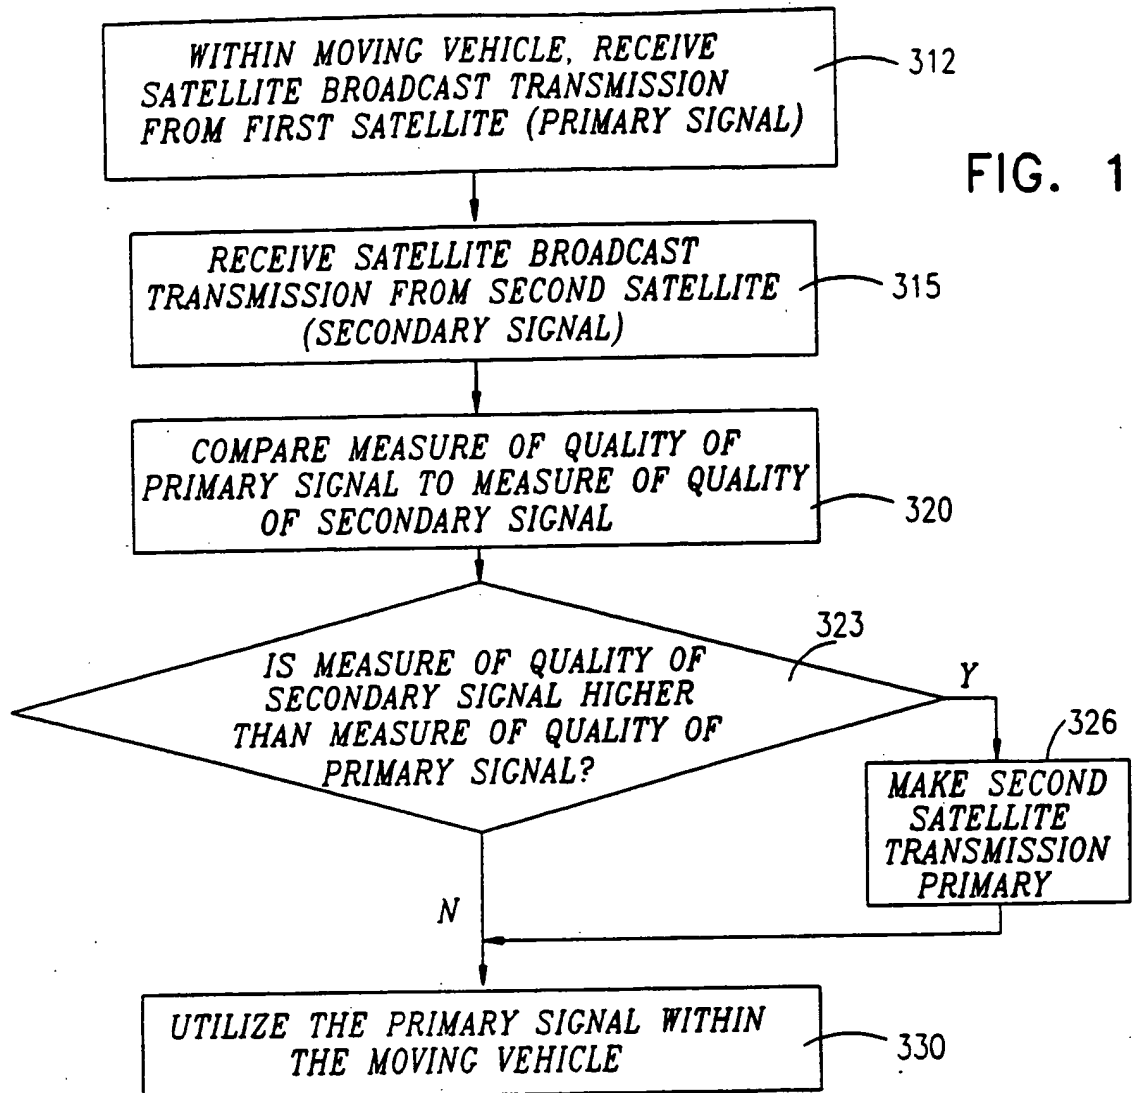 WITHIN MOVING VEHICLE, RECEIVE
SATELLITE BROADCAST TRANSMISSION
FROM FIRST SATELLITE (PRIMARY SIGNAL)
312
FIG. 1
RECEIVE SATELLITE BROADCAST
TRANSMISSION FROM SECOND SATELLITE
(SECONDARY SIGNAL)
315
COMPARE MEASURE OF QUALITY OF
PRIMARY SIGNAL TO MEASURE OF QUALITY
OF SECONDARY SIGNAL
320
IS MEASURE OF QUALITY OF
SECONDARY SIGNAL HIGHER
THAN MEASURE OF QUALITY OF
PRIMARY SIGNAL?
323
Y
326
MAKE SECOND
SATELLITE
TRANSMISSION
PRIMARY
N
UTILIZE THE PRIMARY SIGNAL WITHIN
THE MOVING VEHICLE
330